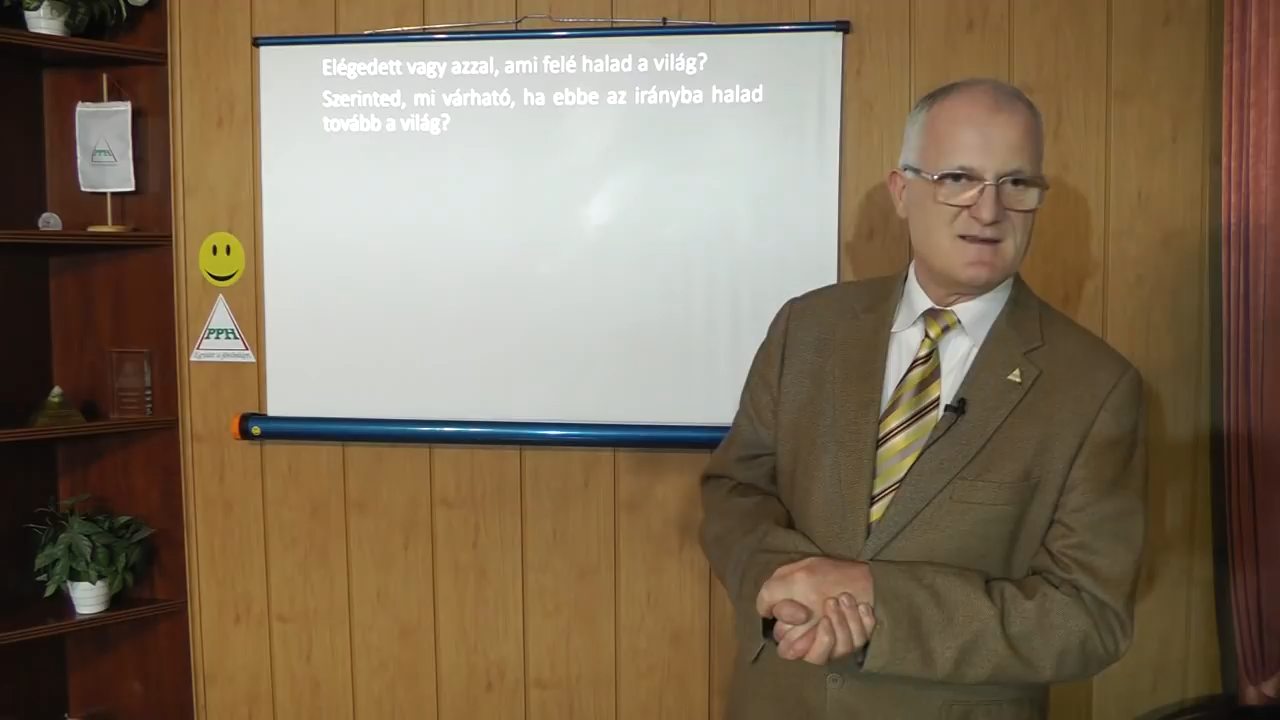 Elégedett vagy azzal, ami felé halad a világ?
Szerinted, mi várható, ha ebbe az irányba halad
tovább a világ?
PPH
PPH